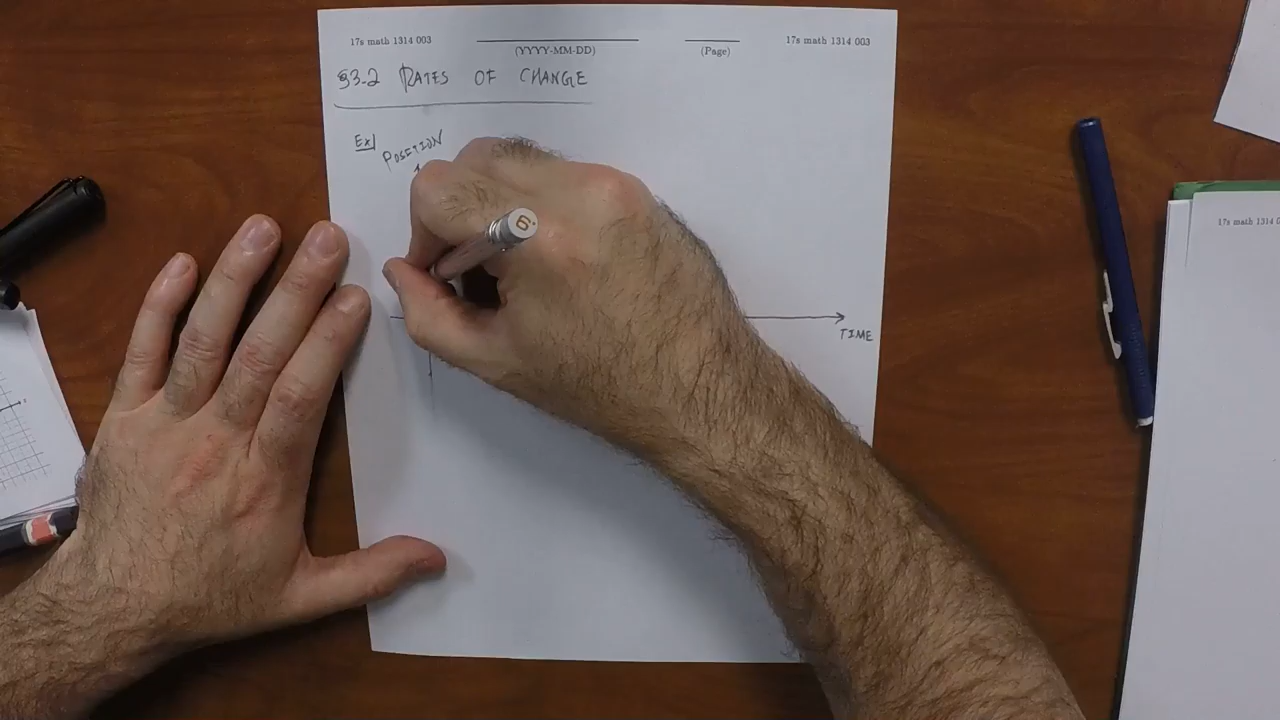 17s math 1314 003 (YYYY-MM-DD) (Page) 17s math 1314 003
§3.2 RATES OF CHANGE
Ex1
POSITION
TIME
17s math 1314